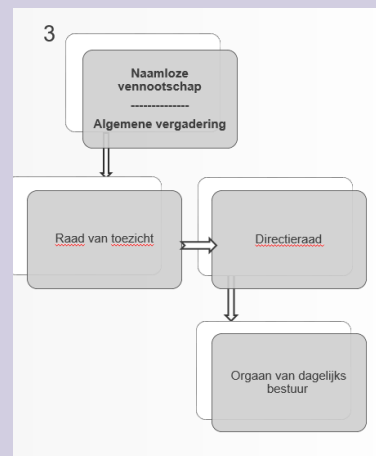 3
Naamloze
vennootschap
--------------
Algemene vergadering
Raad van toezicht
Directieraad
Orgaan van dagelijks
bestuur